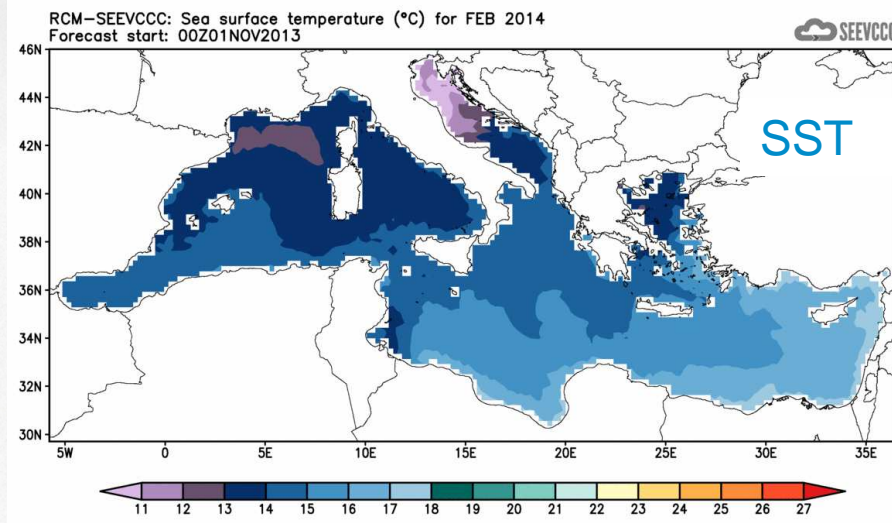 RCM-SEEVCCC: Sea surface temperature (°C) for FEB 2014
Forecast start: 00Z01NOV2013
SEEVCCC
SST
46N
44N
42N
40N
38N
36N
34N
32N
30N
5W 0 5E 10E 15E 20E 25E 30E 35E
11 12 13 14 15 16 17 18 19 20 21 22 23 24 25 26 27